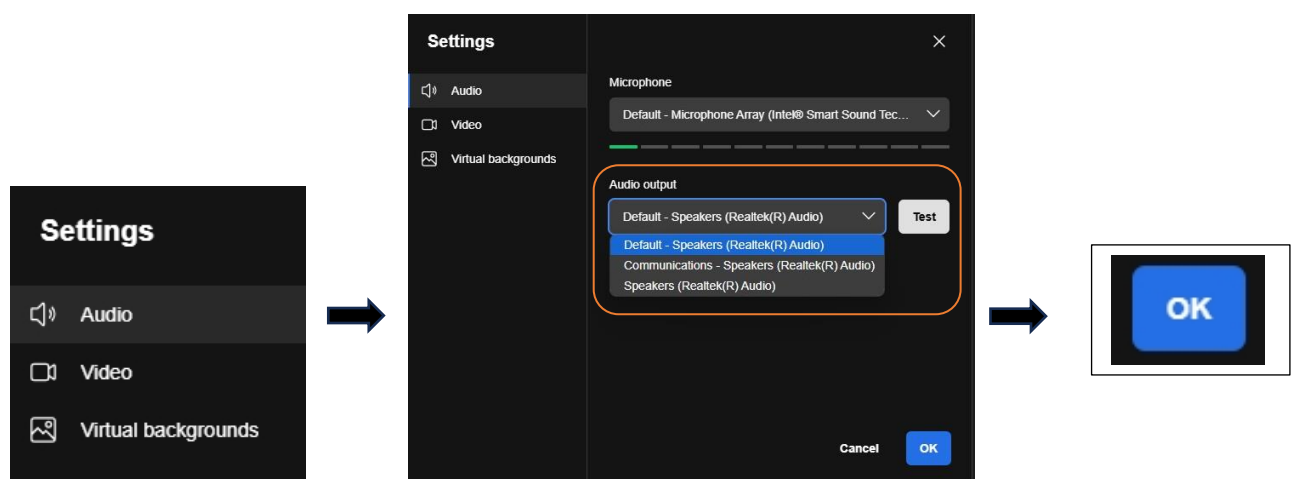 Settings
Audio
Video
Virtual backgrounds
Settings
Audio
Video
Virtual backgrounds
Microphone
Default - Microphone Array (Intel® Smart Sound Tec...
Audio output
Default - Speakers (Realtek(R) Audio)
Test
Default - Speakers (Realtek(R) Audio)
Communications - Speakers (Realtek(R) Audio)
Speakers (Realtek(R) Audio)
Cancel
OK
OK